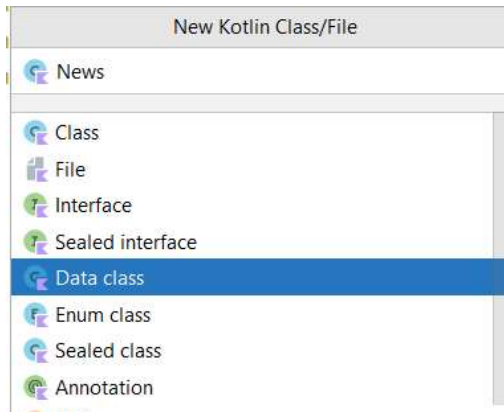 New Kotlin Class/File
News
Class
File
Interface
Sealed interface
Data class
Enum class
Sealed class
Annotation